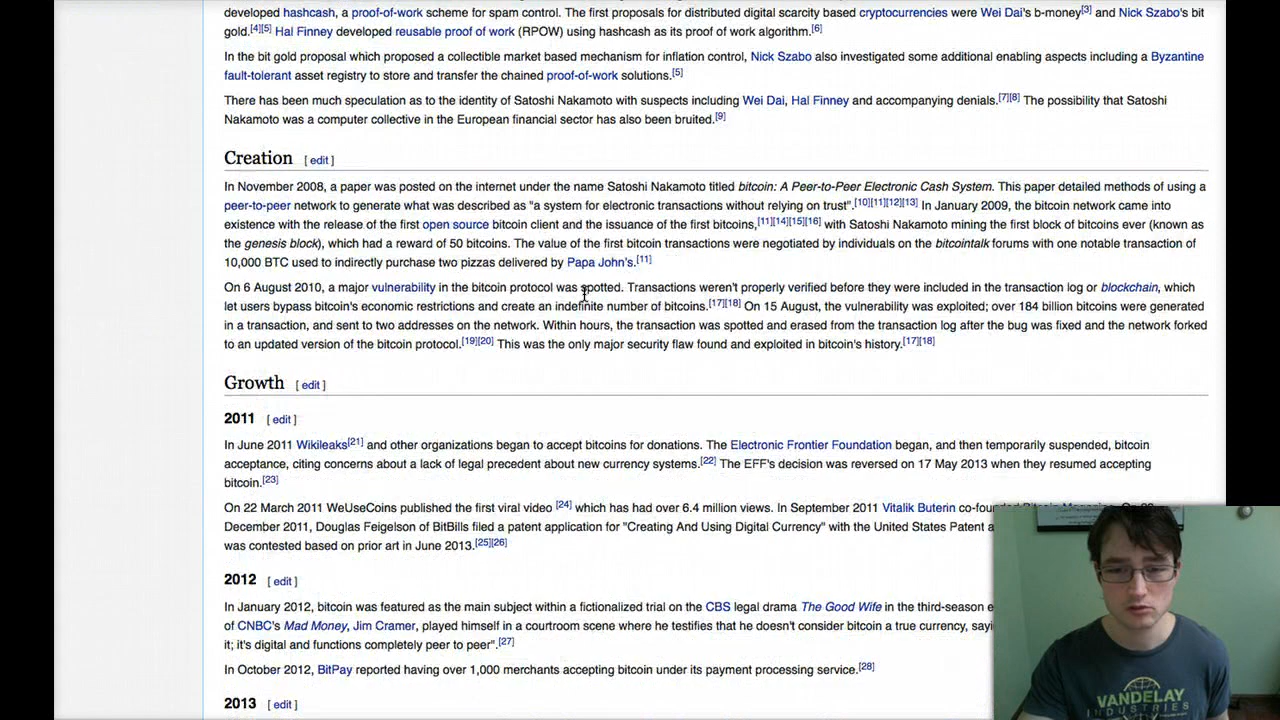 developed hashcash, a proof-of-work scheme for spam control. The first proposals for distributed digital scarcity based cryptocurrencies were Wei Dai's b-money[3] and Nick Szabo's bit
gold.[4][5] Hal Finney developed reusable proof of work (RPOW) using hashcash as its proof of work algorithm.[6]
In the bit gold proposal which proposed a collectible market based mechanism for inflation control, Nick Szabo also investigated some additional enabling aspects including a Byzantine
fault-tolerant asset registry to store and transfer the chained proof-of-work solutions.[5]
There has been much speculation as to the identity of Satoshi Nakamoto with suspects including Wei Dai, Hal Finney and accompanying denials.[7][8] The possibility that Satoshi
Nakamoto was a computer collective in the European financial sector has also been bruited.[9]
Creation [ edit ]
In November 2008, a paper was posted on the internet under the name Satoshi Nakamoto titled bitcoin: A Peer-to-Peer Electronic Cash System. This paper detailed methods of using a
peer-to-peer network to generate what was described as "a system for electronic transactions without relying on trust".[10][11][12][13] In January 2009, the bitcoin network came into
existence with the release of the first open source bitcoin client and the issuance of the first bitcoins,[11][14][15][16] with Satoshi Nakamoto mining the first block of bitcoins ever (known as
the genesis block), which had a reward of 50 bitcoins. The value of the first bitcoin transactions were negotiated by individuals on the bitcointalk forums with one notable transaction of
10,000 BTC used to indirectly purchase two pizzas delivered by Papa John's.[11]
On 6 August 2010, a major vulnerability in the bitcoin protocol was spotted. Transactions weren't properly verified before they were included in the transaction log or blockchain, which
let users bypass bitcoin's economic restrictions and create an indefinite number of bitcoins.[17][18] On 15 August, the vulnerability was exploited; over 184 billion bitcoins were generated
in a transaction, and sent to two addresses on the network. Within hours, the transaction was spotted and erased from the transaction log after the bug was fixed and the network forked
to an updated version of the bitcoin protocol.[19][20] This was the only major security flaw found and exploited in bitcoin's history.[17][18]
Growth [ edit ]
2011 [ edit ]
In June 2011 Wikileaks[21] and other organizations began to accept bitcoins for donations. The Electronic Frontier Foundation began, and then temporarily suspended, bitcoin
acceptance, citing concerns about a lack of legal precedent about new currency systems.[22] The EFF's decision was reversed on 17 May 2013 when they resumed accepting
bitcoin.[23]
On 22 March 2011 WeUseCoins published the first viral video [24] which has had over 6.4 million views. In September 2011 Vitalik Buterin
December 2011, Douglas Feigelson of BitBills filed a patent application for "Creating And Using Digital Currency" with the United States Patent
was contested based on prior art in June 2013.[25][26]
2012 [ edit ]
In January 2012, bitcoin was featured as the main subject within a fictionalized trial on the CBS legal drama The Good Wife in the third-season
of CNBC's Mad Money, Jim Cramer, played himself in a courtroom scene where he testifies that he doesn't consider bitcoin a true currency,
it; it's digital and functions completely peer to peer".[27]
In October 2012, BitPay reported having over 1,000 merchants accepting bitcoin under its payment processing service.[28]
2013 [ edit ]
VANDELAY
INDUSTRIES